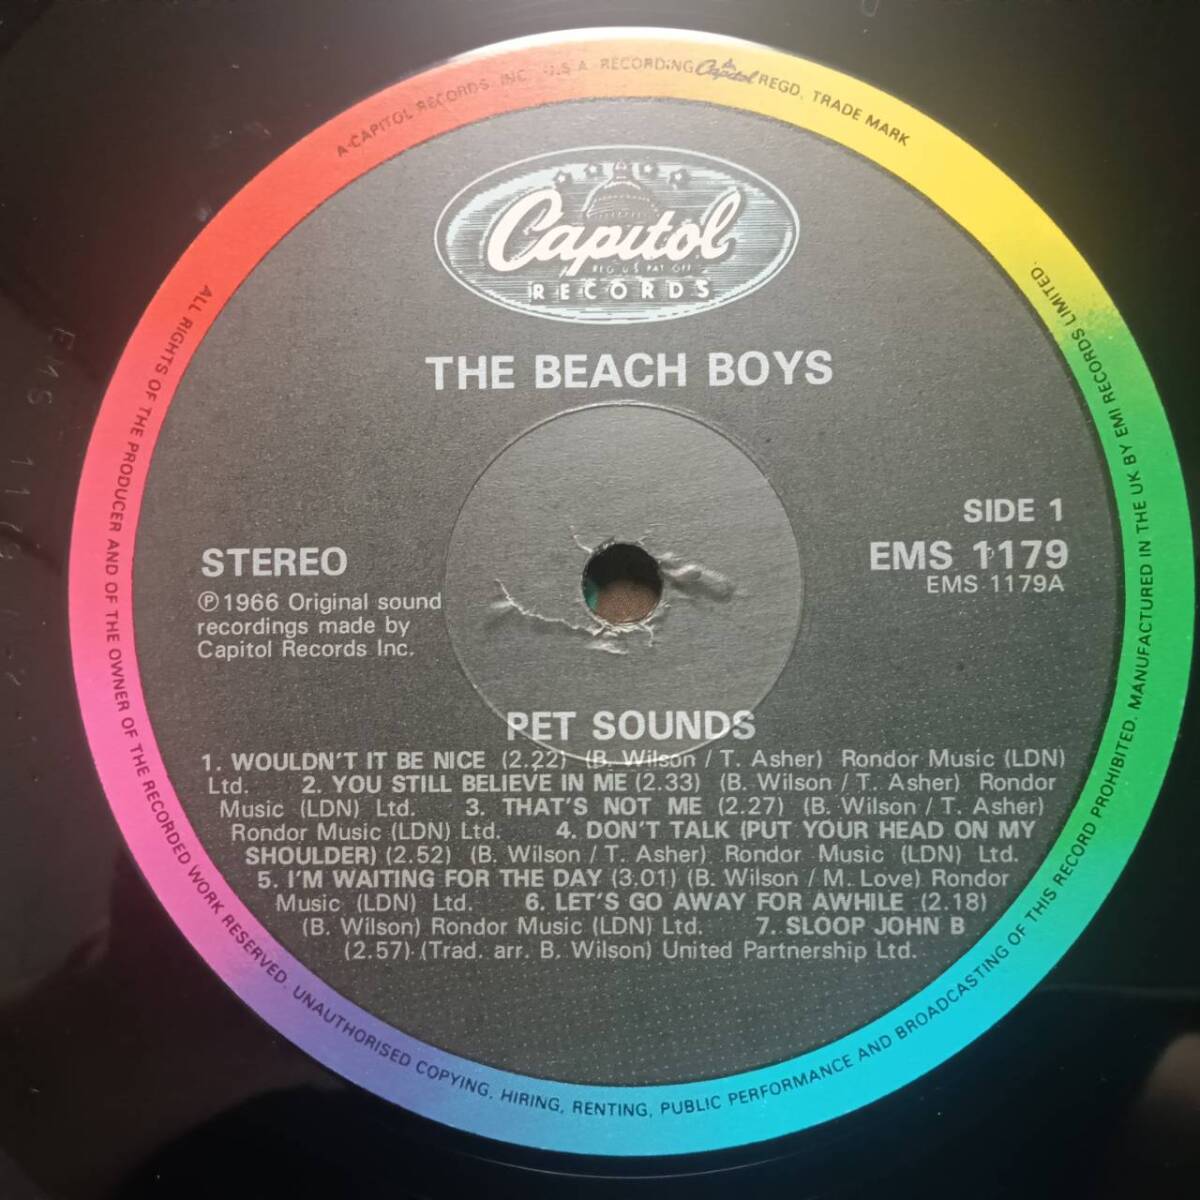 A CAPITOL RECORDS, INC. U.S.A. RECORDING Capitol REGD. TRADE MARK
Capitol
REG US PAT OFF
RECORDS
THE BEACH BOYS
SIDE 1
EMS 1179
EMS 1179A
STEREO
Ⓟ1966 Original sound
recordings made by
Capitol Records Inc.
PET SOUNDS
1. WOULDN'T IT BE NICE (2.22) (B. Wilson / T. Asher) Rondor Music (LDN)
Ltd. 2. YOU STILL BELIEVE IN ME (2.33) (B. Wilson / T. Asher) Rondor
Music (LDN) Ltd. 3. THAT'S NOT ME (2.27) (B. Wilson / T. Asher)
Rondor Music (LDN) Ltd. 4. DON'T TALK (PUT YOUR HEAD ON MY
SHOULDER) (2.52) (B. Wilson / T. Asher) Rondor Music (LDN) Ltd.
5. I'M WAITING FOR THE DAY (3.01) (B. Wilson / M. Love) Rondor
Music (LDN) Ltd. 6. LET'S GO AWAY FOR AWHILE (2.18)
(B. Wilson) Rondor Music (LDN) Ltd. 7. SLOOP JOHN B
(2.57) (Trad. arr. B. Wilson) United Partnership Ltd.
ALL RIGHTS OF THE PRODUCER AND OF THE OWNER OF THE RECORDED WORK RESERVED. UNAUTHORISED COPYING, HIRING, RENTING, PUBLIC PERFORMANCE AND BROADCASTING OF THIS RECORD PROHIBITED. MANUFACTURED IN THE UK BY EMI RECORDS LIMITED.